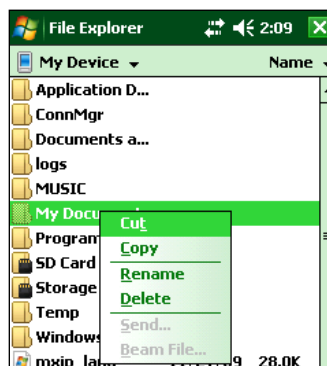 File Explorer 2:09
My Device Name
Application D...
ConnMgr
Documents a...
logs
MUSIC
My Docu
Program
SD Card
Storage
Temp
Windows
28.0K
Cut
Copy
Rename
Delete
Send...
Beam File...